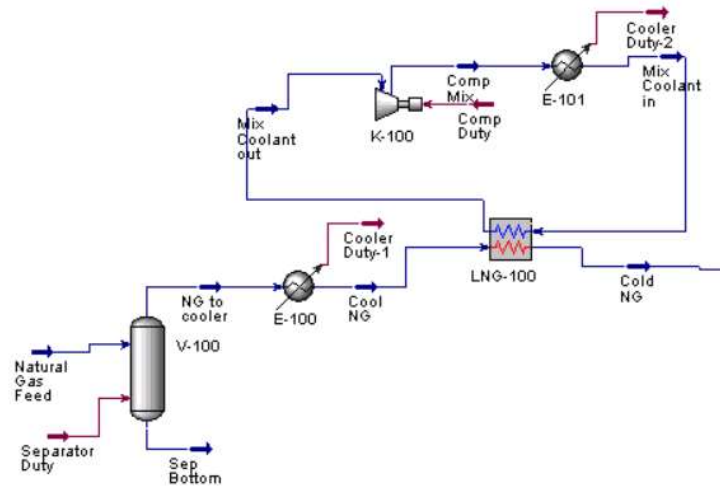 Cooler
Duty-2
Comp
Mix
Mix
Coolant
in
E-101
Mix
Coolant
out
K-100
Comp
Duty
Cooler
Duty-1
LNG-100
Cold
NG
NG to
cooler
E-100
Cool
NG
V-100
Natural
Gas
Feed
Separator
Duty
Sep
Bottom